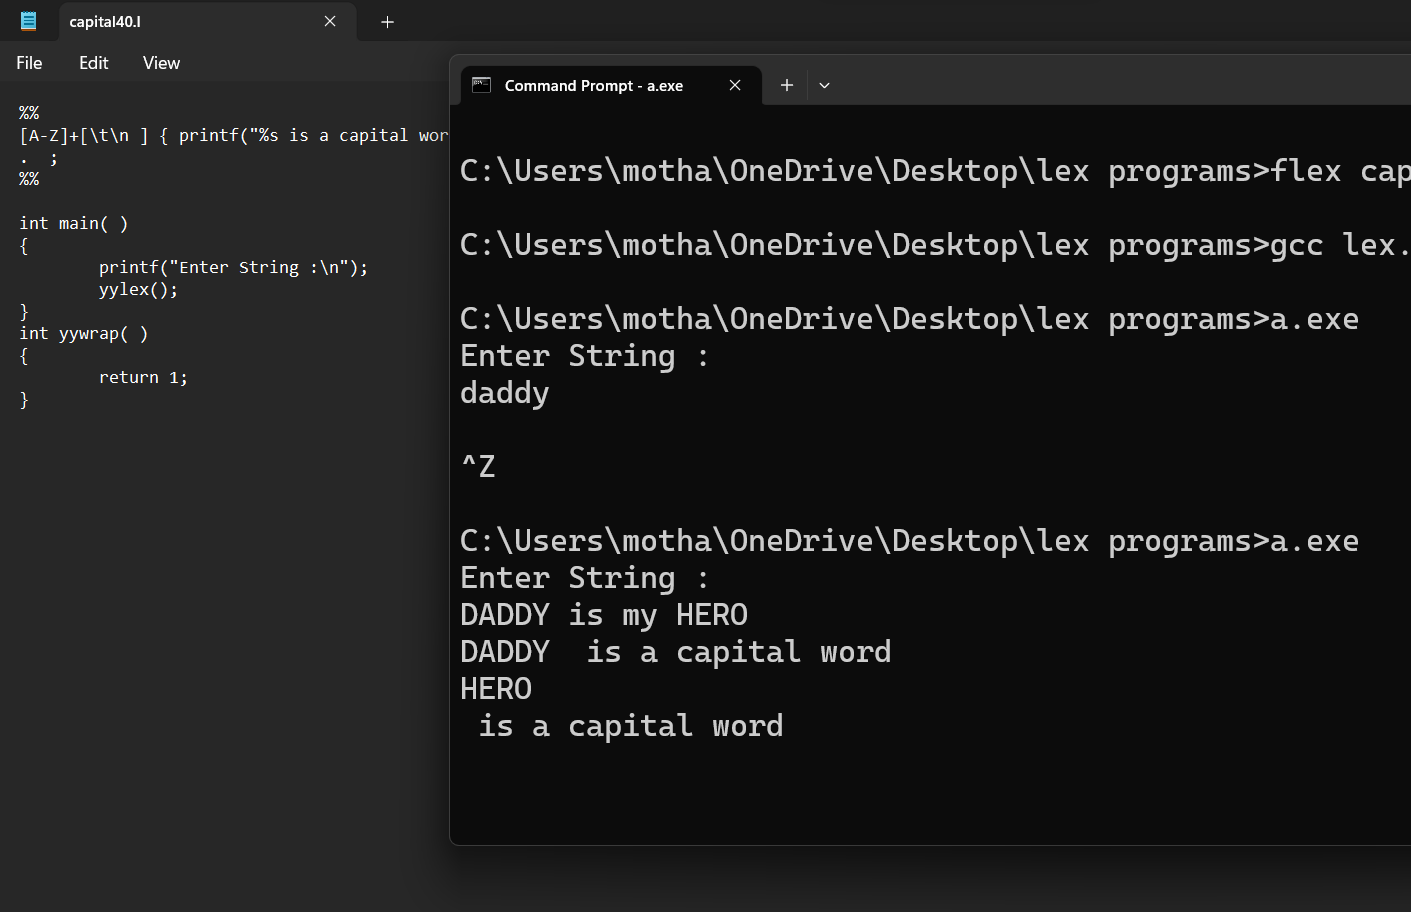 capital40.l
File Edit View
%%
[A-Z]+[\t\n ] { printf("%s is a capital wor
. ;
%%
int main( )
{
printf("Enter String :\n");
yylex();
}
int yywrap( )
{
return 1;
}
Command Prompt - a.exe
C:\Users\motha\OneDrive\Desktop\lex programs>flex cap
C:\Users\motha\OneDrive\Desktop\lex programs>gcc lex.
C:\Users\motha\OneDrive\Desktop\lex programs>a.exe
Enter String :
daddy
^Z
C:\Users\motha\OneDrive\Desktop\lex programs>a.exe
Enter String :
DADDY is my HERO
DADDY  is a capital word
HERO
is a capital word